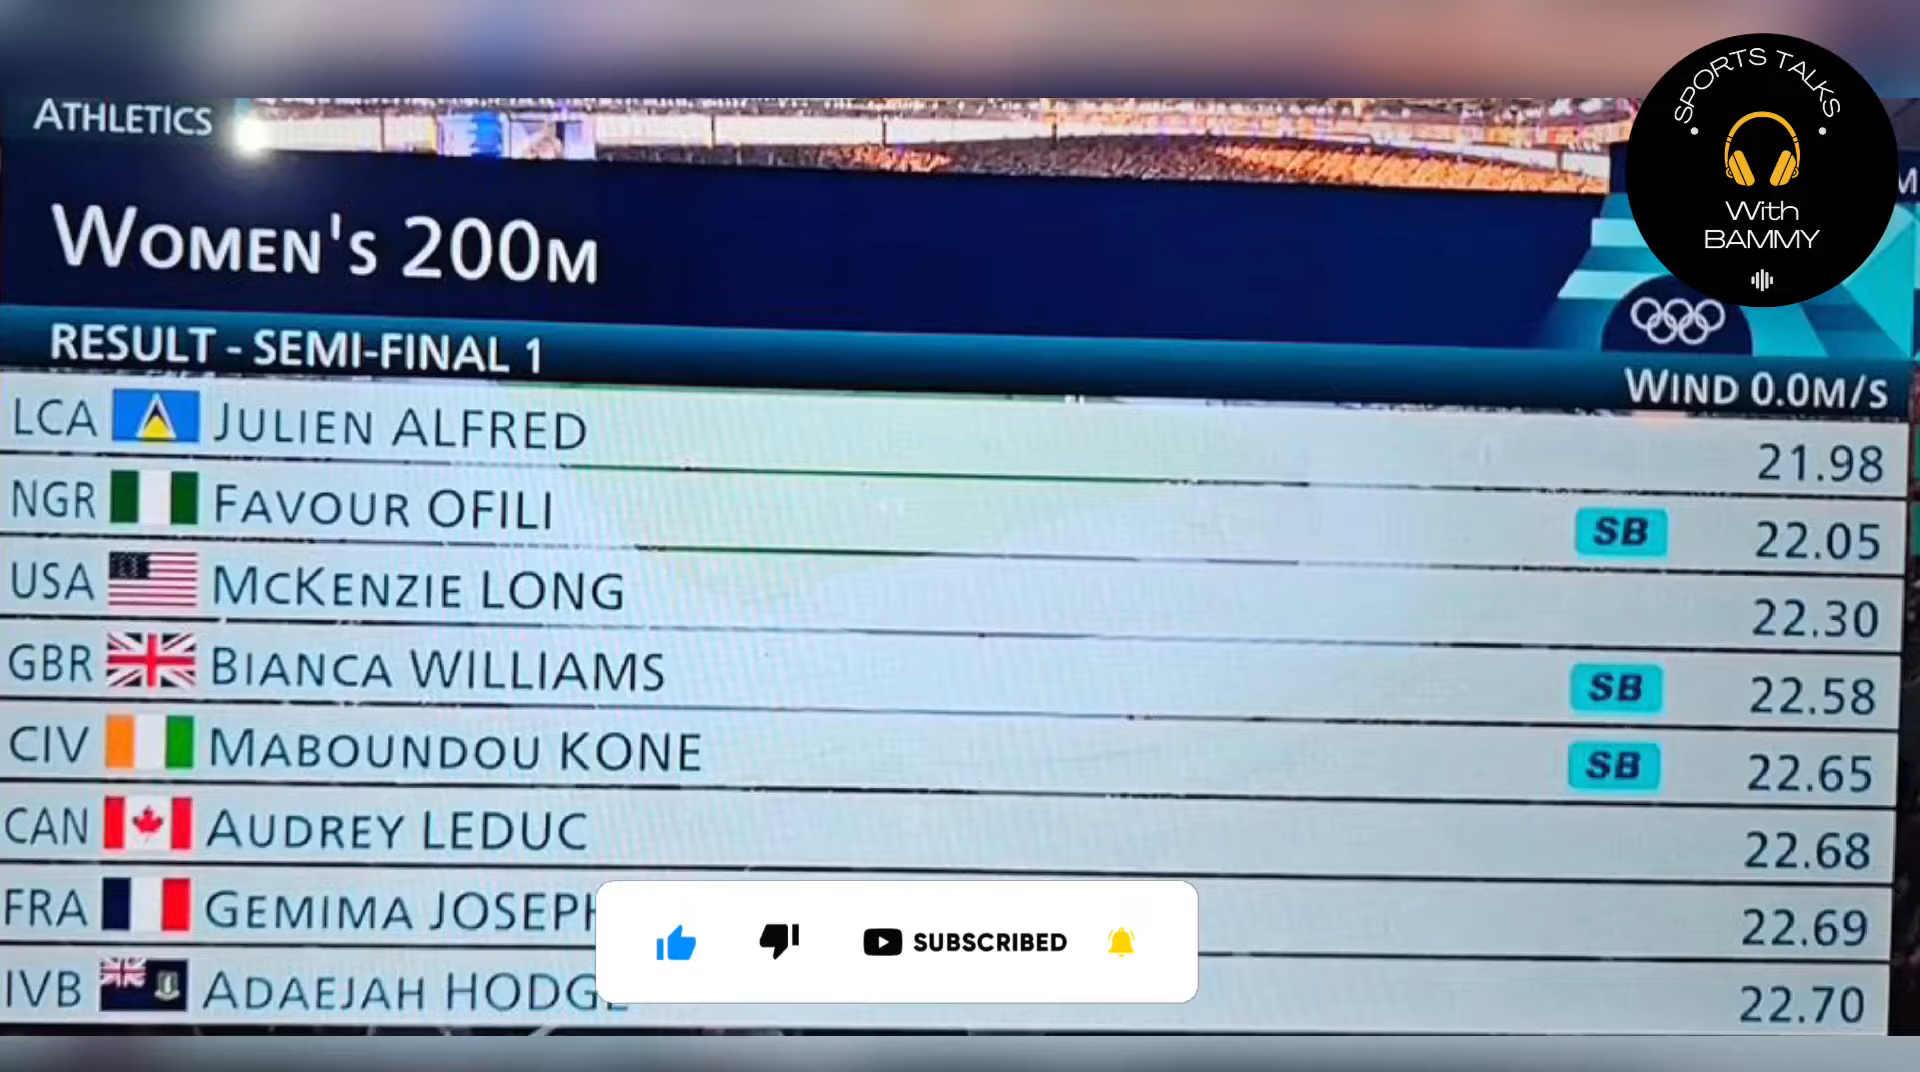 ATHLETICS
SPORTS TALKS
With
BAMMY
WOMEN'S 200M
RESULT - SEMI-FINAL 1
WIND 0.0M/S
LCA JULIEN ALFRED 21.98
NGR FAVOUR OFILI SB 22.05
USA MCKENZIE LONG 22.30
GBR BIANCA WILLIAMS SB 22.58
CIV MABOUNDOU KONE SB 22.65
CAN AUDREY LEDUC 22.68
FRA GEMIMA JOSEPH 22.69
IVB ADAEJAH HODGE 22.70
SUBSCRIBED